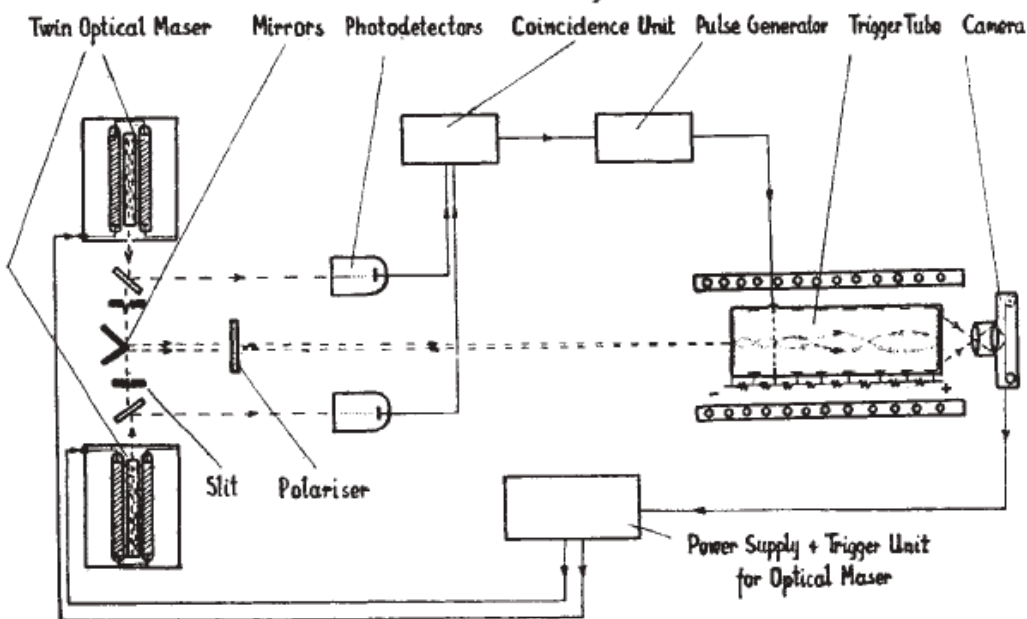 Twin Optical Maser Mirrors Photodetectors Coincidence Unit Pulse Generator Trigger Tube Camera
- +
Slit Polariser
Power Supply + Trigger Unit
for Optical Maser